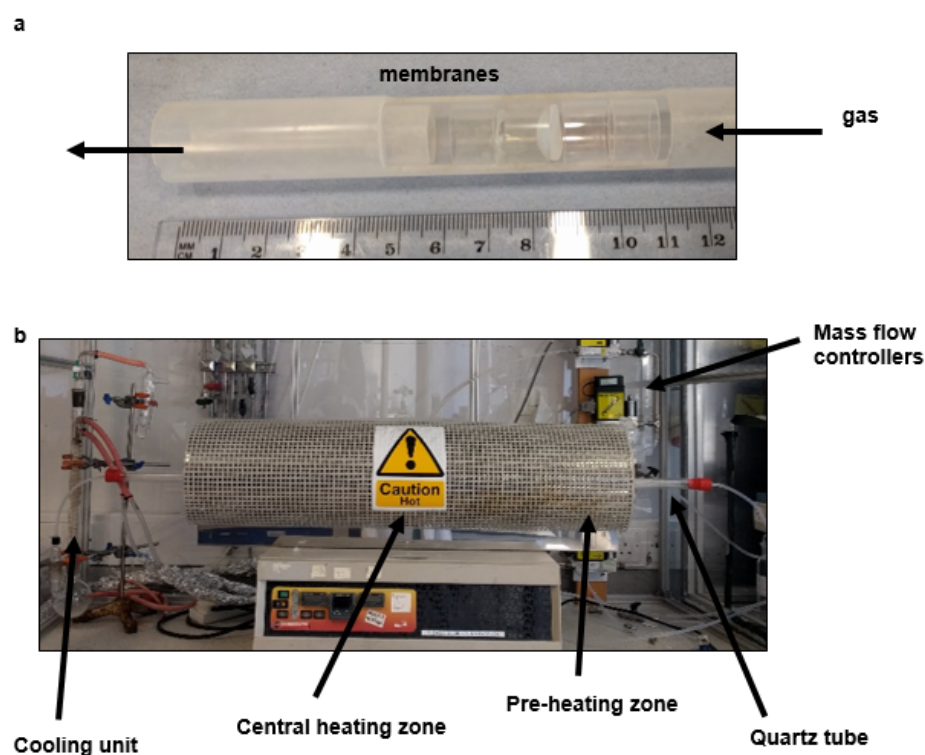 a
membranes
gas
MM
CM
1 2 3 4 5 6 7 8 10 11 12
b
Mass flow
controllers
Caution
Hot
Pre-heating zone
Central heating zone
Quartz tube
Cooling unit